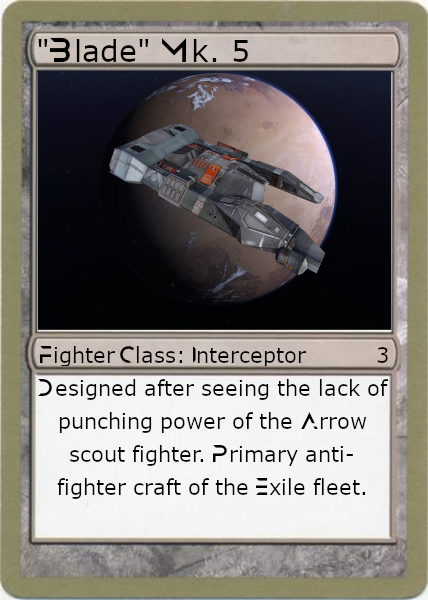 "Blade" Mk. 5
Fighter Class: Interceptor 3
Designed after seeing the lack of
punching power of the Arrow
scout fighter. Primary anti-
fighter craft of the Exile fleet.